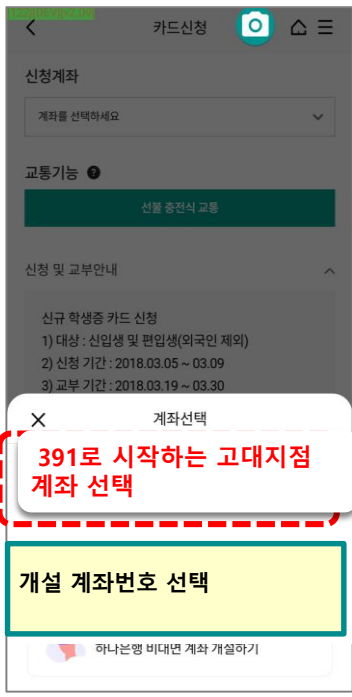 카드신청
신청계좌
계좌를 선택하세요
교통기능 ?
선불 충전식 교통
신청 및 교부안내
신규 학생증 카드 신청
1) 대상 : 신입생 및 편입생(외국인 제외)
2) 신청 기간 : 2018.03.05 ~ 03.09
3) 교부 기간 : 2018.03.19 ~ 03.30
계좌선택
391로 시작하는 고대지점
계좌 선택
개설 계좌번호 선택
하나은행 비대면 계좌 개설하기